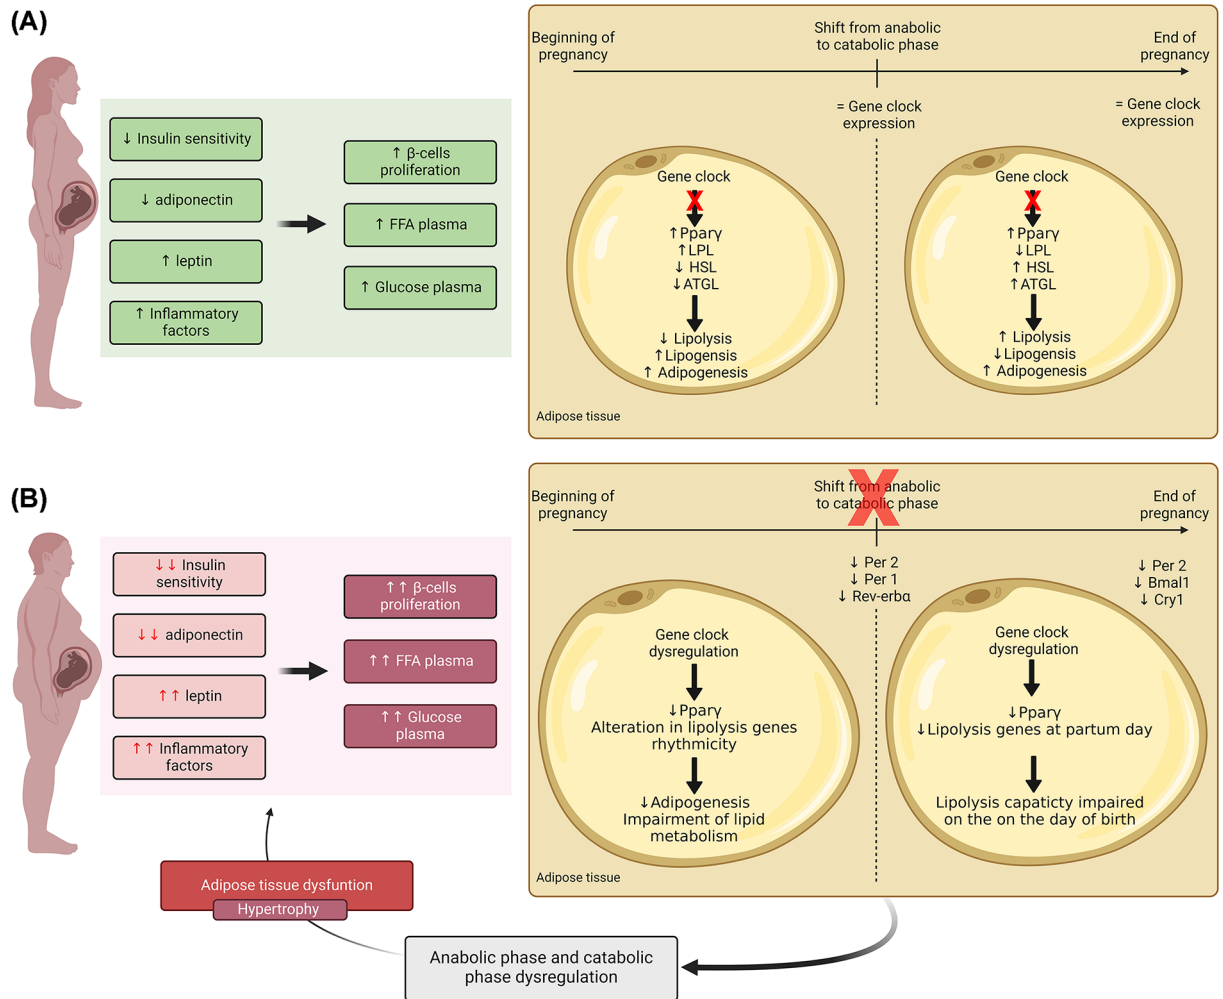 (A)
↓ Insulin sensitivity
↓ adiponectin
↑ leptin
↑ Inflammatory
factors
↑ β-cells
proliferation
↑ FFA plasma
↑ Glucose plasma
Beginning of
pregnancy
Shift from anabolic
to catabolic phase
End of
pregnancy
= Gene clock
expression
= Gene clock
expression
Gene clock
↑Pparγ
↑LPL
↓ HSL
↓ATGL
↓ Lipolysis
↑Lipogensis
↑ Adipogenesis
Gene clock
↑Pparγ
↓LPL
↑ HSL
↑ATGL
↑ Lipolysis
↓Lipogensis
↑ Adipogenesis
Adipose tissue
(B)
↓↓ Insulin
sensitivity
↓↓ adiponectin
↑↑ leptin
↑↑ Inflammatory
factors
↑↑ β-cells
proliferation
↑↑ FFA plasma
↑↑ Glucose
plasma
Beginning of
pregnancy
Shift from anabolic
to catabolic phase
End of
pregnancy
↓ Per 2
↓ Per 1
↓ Rev-erbα
↓ Per 2
↓ Bmal1
↓ Cry1
Gene clock
dysregulation
↓Pparγ
Alteration in lipolysis genes
rhythmicity
↓Adipogenesis
Impairment of lipid
metabolism
Gene clock
dysregulation
↓Pparγ
↓Lipolysis genes at partum day
Lipolysis capaticty impaired
on the on the day of birth
Adipose tissue
Adipose tissue dysfuntion
Hypertrophy
Anabolic phase and catabolic
phase dysregulation